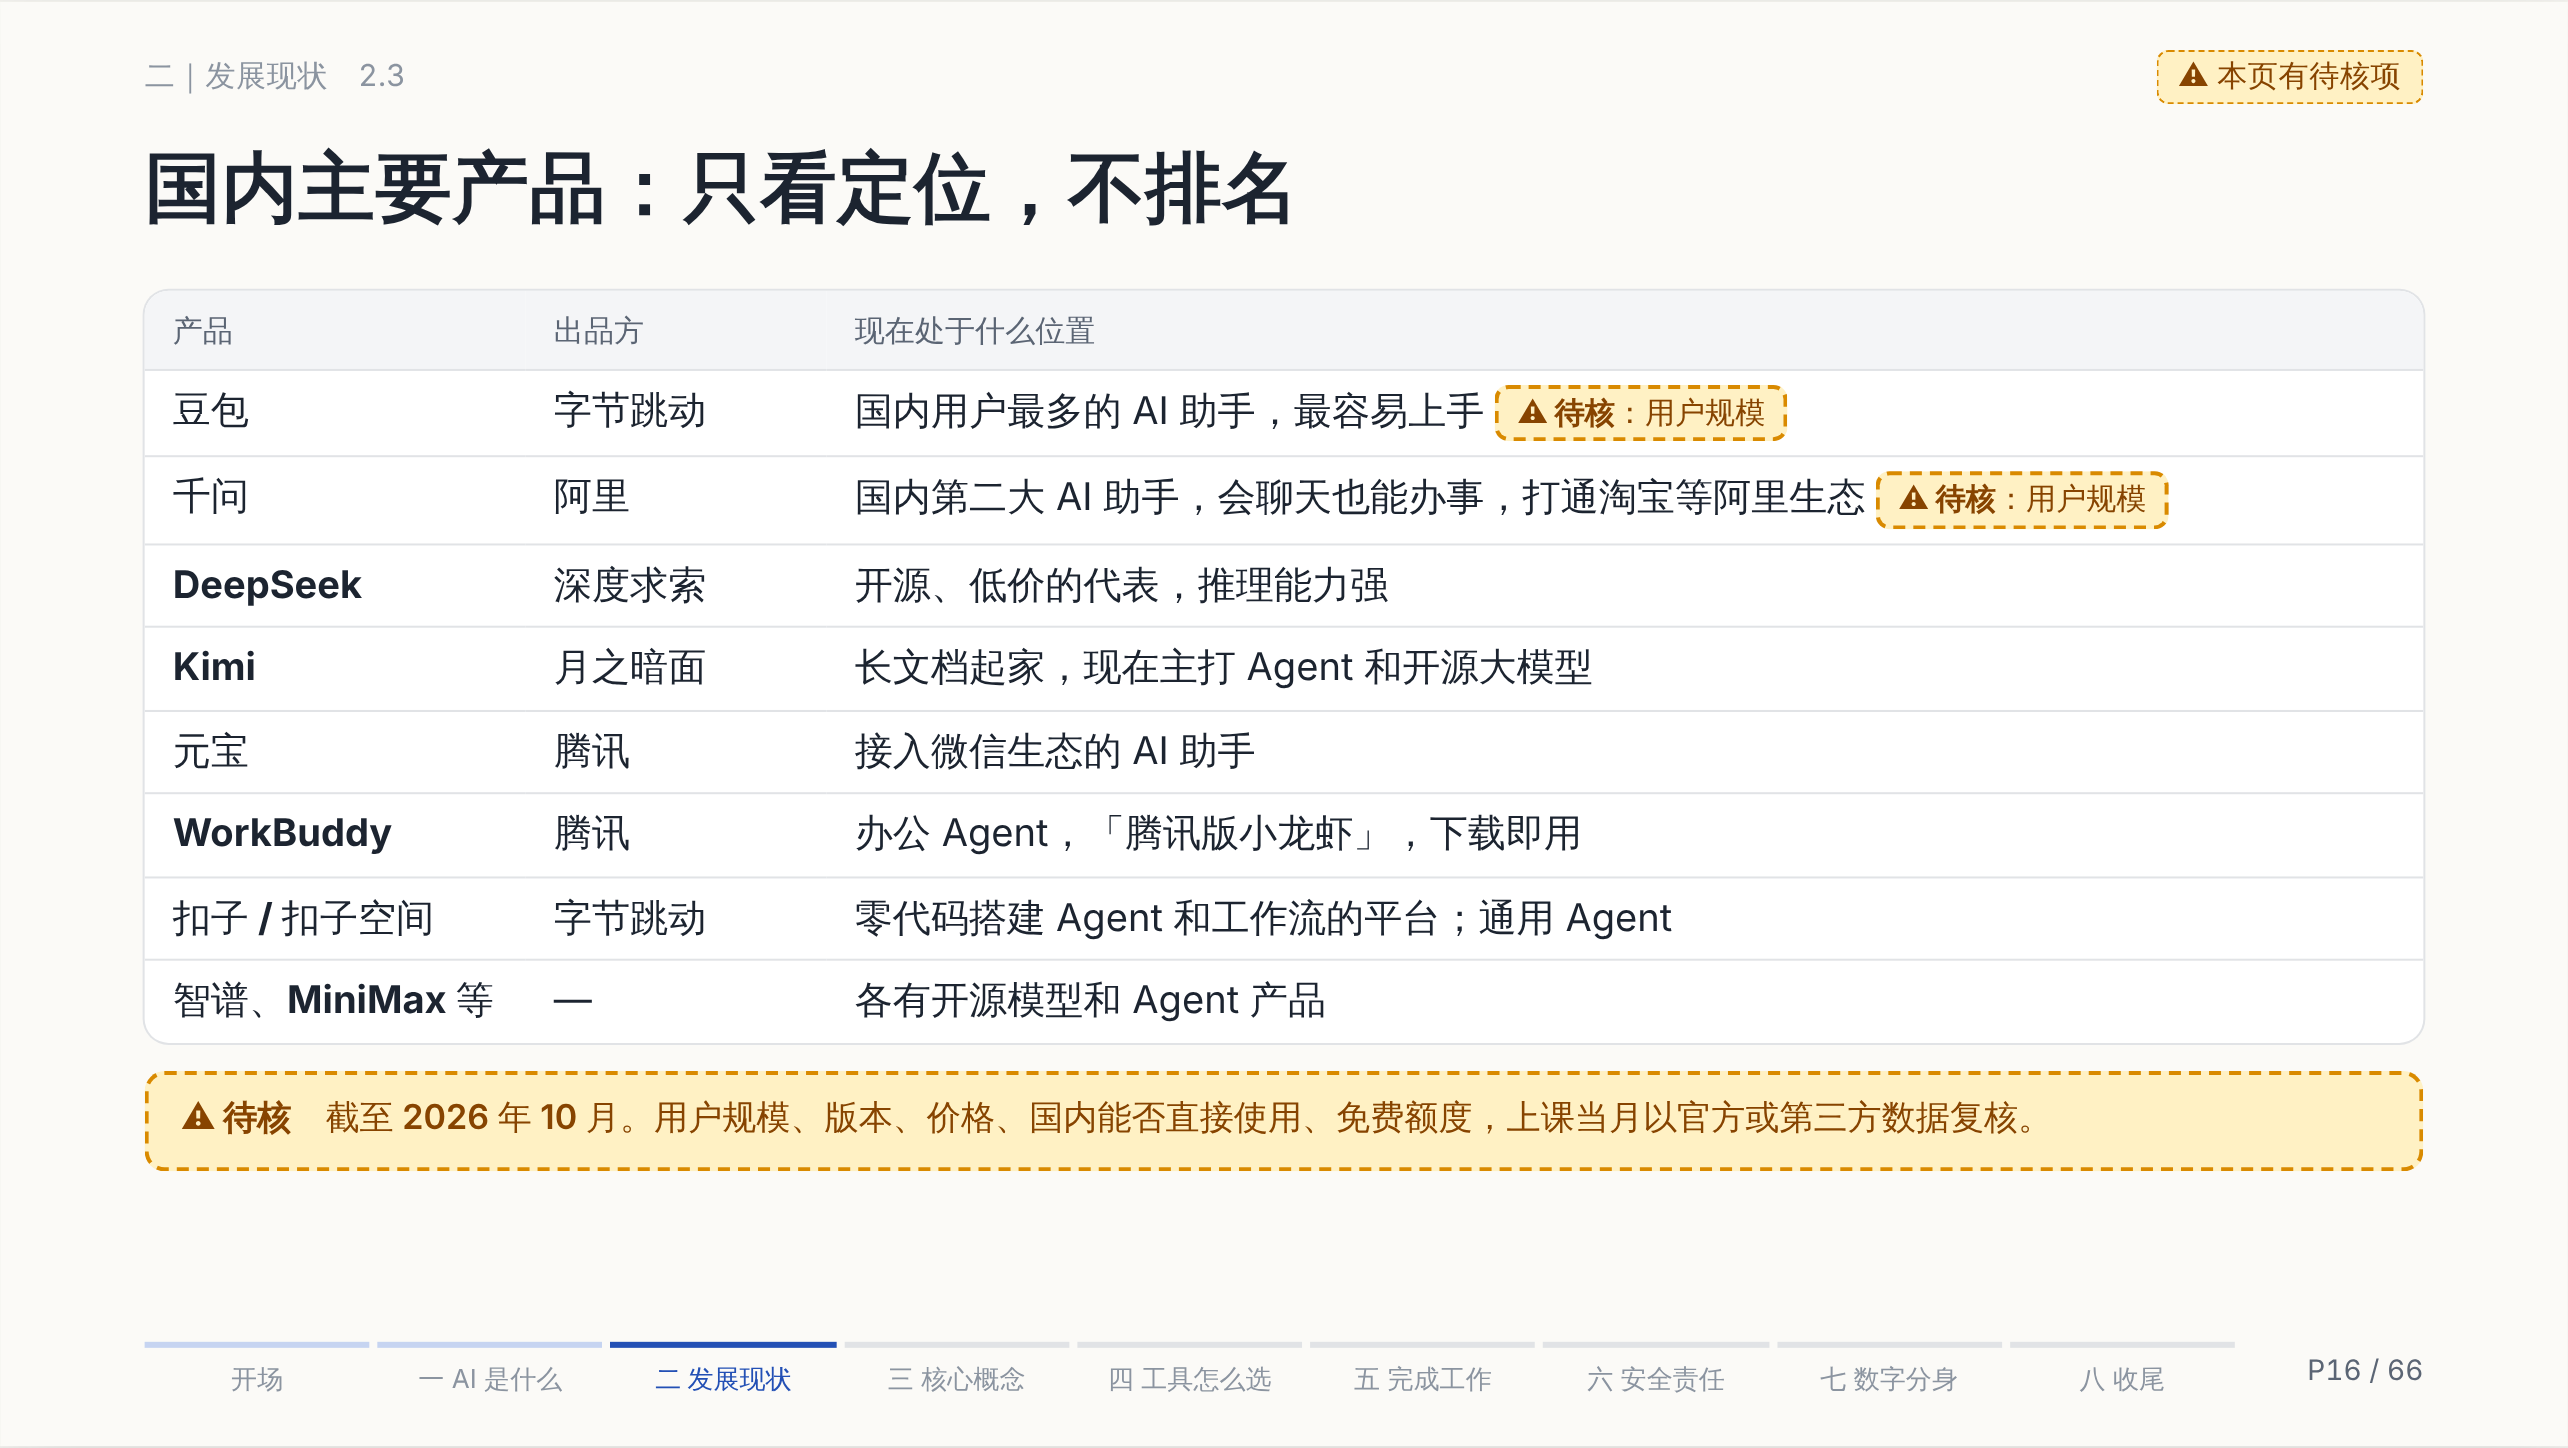 二｜发展现状 2.3
⚠ 本页有待核项
国内主要产品：只看定位，不排名
产品 出品方 现在处于什么位置
豆包 字节跳动 国内用户最多的 AI 助手，最容易上手 ⚠ 待核：用户规模
千问 阿里 国内第二大 AI 助手，会聊天也能办事，打通淘宝等阿里生态 ⚠ 待核：用户规模
DeepSeek 深度求索 开源、低价的代表，推理能力强
Kimi 月之暗面 长文档起家，现在主打 Agent 和开源大模型
元宝 腾讯 接入微信生态的 AI 助手
WorkBuddy 腾讯 办公 Agent，「腾讯版小龙虾」，下载即用
扣子 / 扣子空间 字节跳动 零代码搭建 Agent 和工作流的平台；通用 Agent
智谱、MiniMax 等 — 各有开源模型和 Agent 产品
⚠ 待核 截至 2026 年 10 月。用户规模、版本、价格、国内能否直接使用、免费额度，上课当月以官方或第三方数据复核。
开场 一 AI 是什么 二 发展现状 三 核心概念 四 工具怎么选 五 完成工作 六 安全责任 七 数字分身 八 收尾 P16 / 66